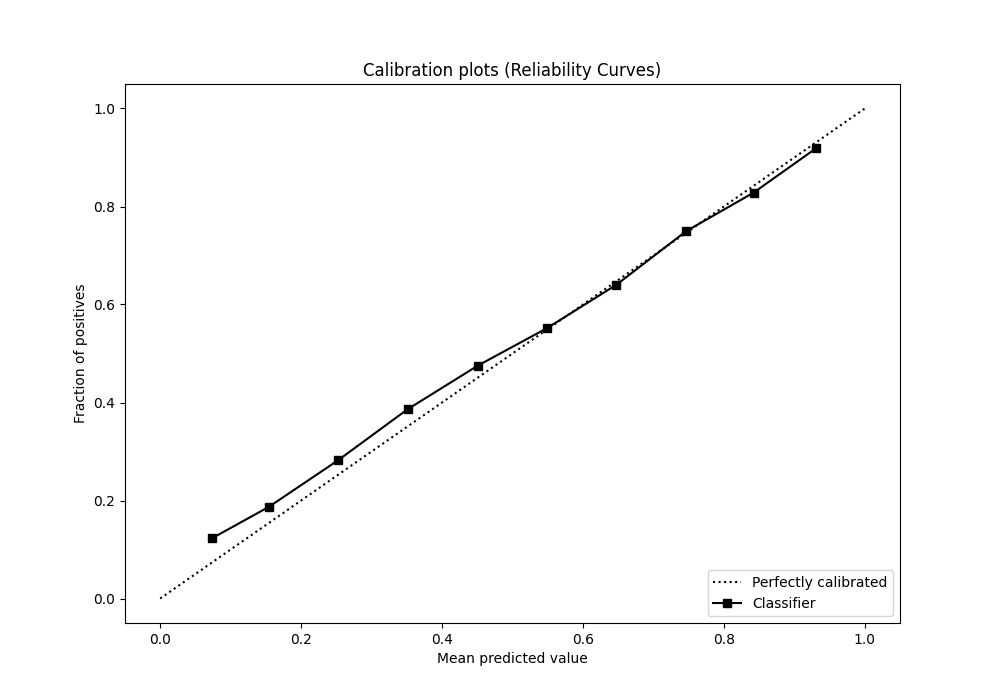 Calibration plots (Reliability Curves)
1.0
0.8
0.6
0.4
0.2
0.0
Fraction of positives
0.0 0.2 0.4 0.6 0.8 1.0
Mean predicted value
Perfectly calibrated
Classifier